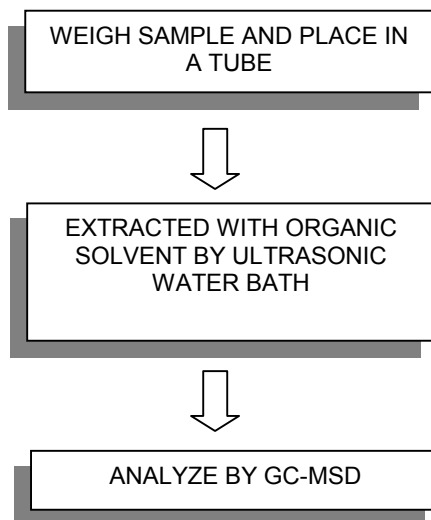 WEIGH SAMPLE AND PLACE IN
A TUBE
EXTRACTED WITH ORGANIC
SOLVENT BY ULTRASONIC
WATER BATH
ANALYZE BY GC-MSD